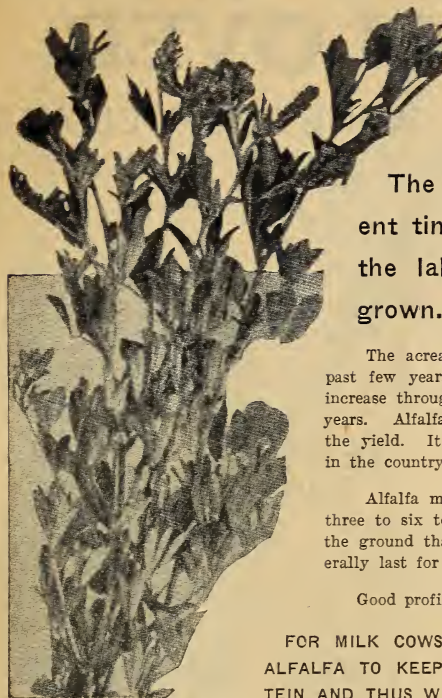 The
ent tin
the lal
grown.
The acrea
past few year
increase throug
years. Alfalfa
the yield. It
in the country
Alfalfa m
three to six to
the ground tha
erally last for
Good profi
FOR MILK COWS
ALFALFA TO KEEP
TEIN AND THUS W